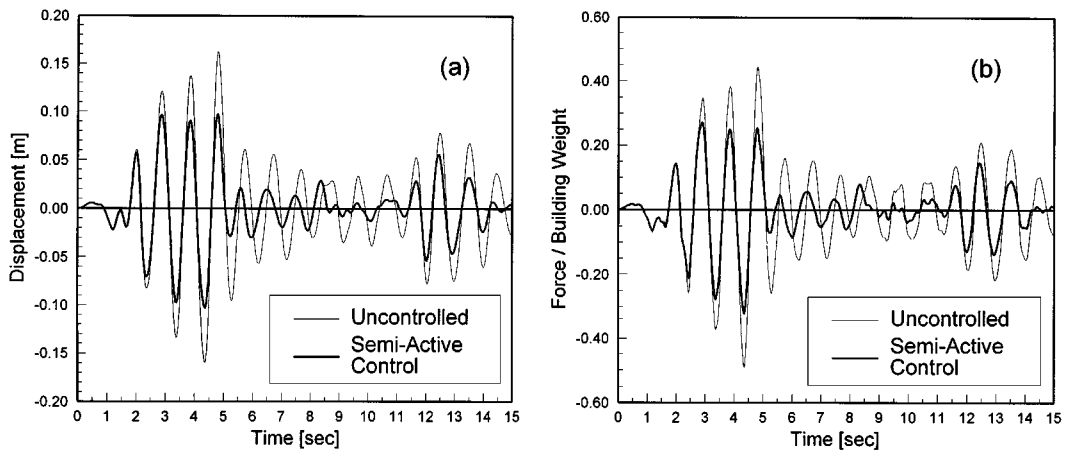 0.20
0.15
0.10
0.05
0.00
-0.05
-0.10
-0.15
-0.20
Displacement [m]
(a)
Uncontrolled
Semi-Active
Control
0 1 2 3 4 5 6 7 8 9 10 11 12 13 14 15
Time [sec]
0.60
0.40
0.20
0.00
-0.20
-0.40
-0.60
Force / Building Weight
(b)
Uncontrolled
Semi-Active
Control
0 1 2 3 4 5 6 7 8 9 10 11 12 13 14 15
Time [sec]